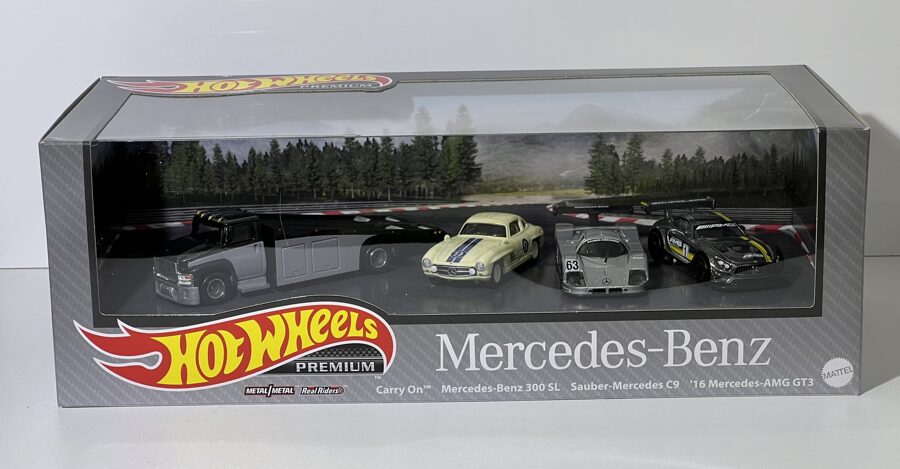 HOT WHEELS
PREMIUM
63
HOT WHEELS
PREMIUM
™
Mercedes-Benz
METAL/METAL Real Riders®
Carry On™ Mercedes-Benz 300 SL Sauber-Mercedes C9 '16 Mercedes-AMG GT3
MATTEL